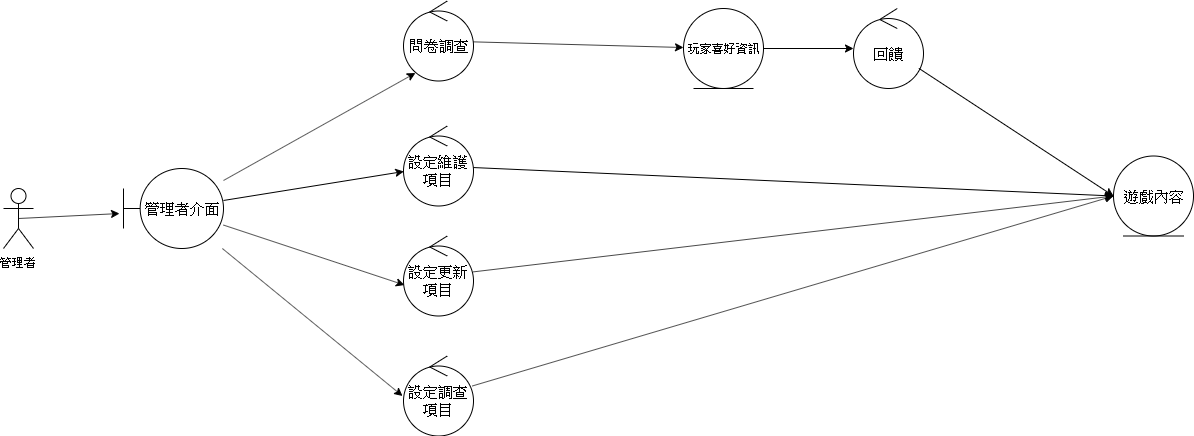 問卷調查
玩家喜好資訊
回饋
設定維護
項目
管理者介面
遊戲內容
管理者
設定更新
項目
設定調查
項目